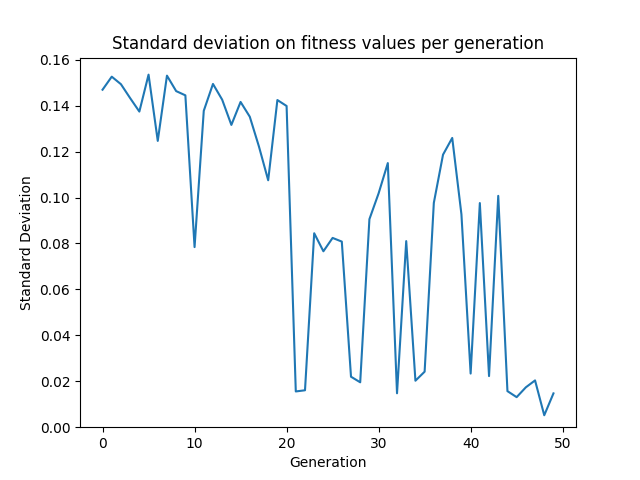 Standard deviation on fitness values per generation
0.16
0.14
0.12
0.10
0.08
0.06
0.04
0.02
0.00
Standard Deviation
0 10 20 30 40 50
Generation